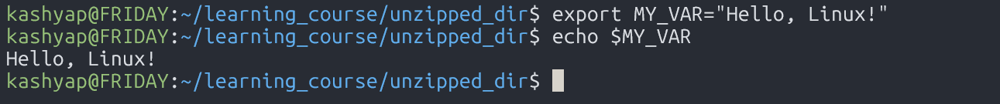 kashyap@FRIDAY:~/learning_course/unzipped_dir$ export MY_VAR="Hello, Linux!"
kashyap@FRIDAY:~/learning_course/unzipped_dir$ echo $MY_VAR
Hello, Linux!
kashyap@FRIDAY:~/learning_course/unzipped_dir$